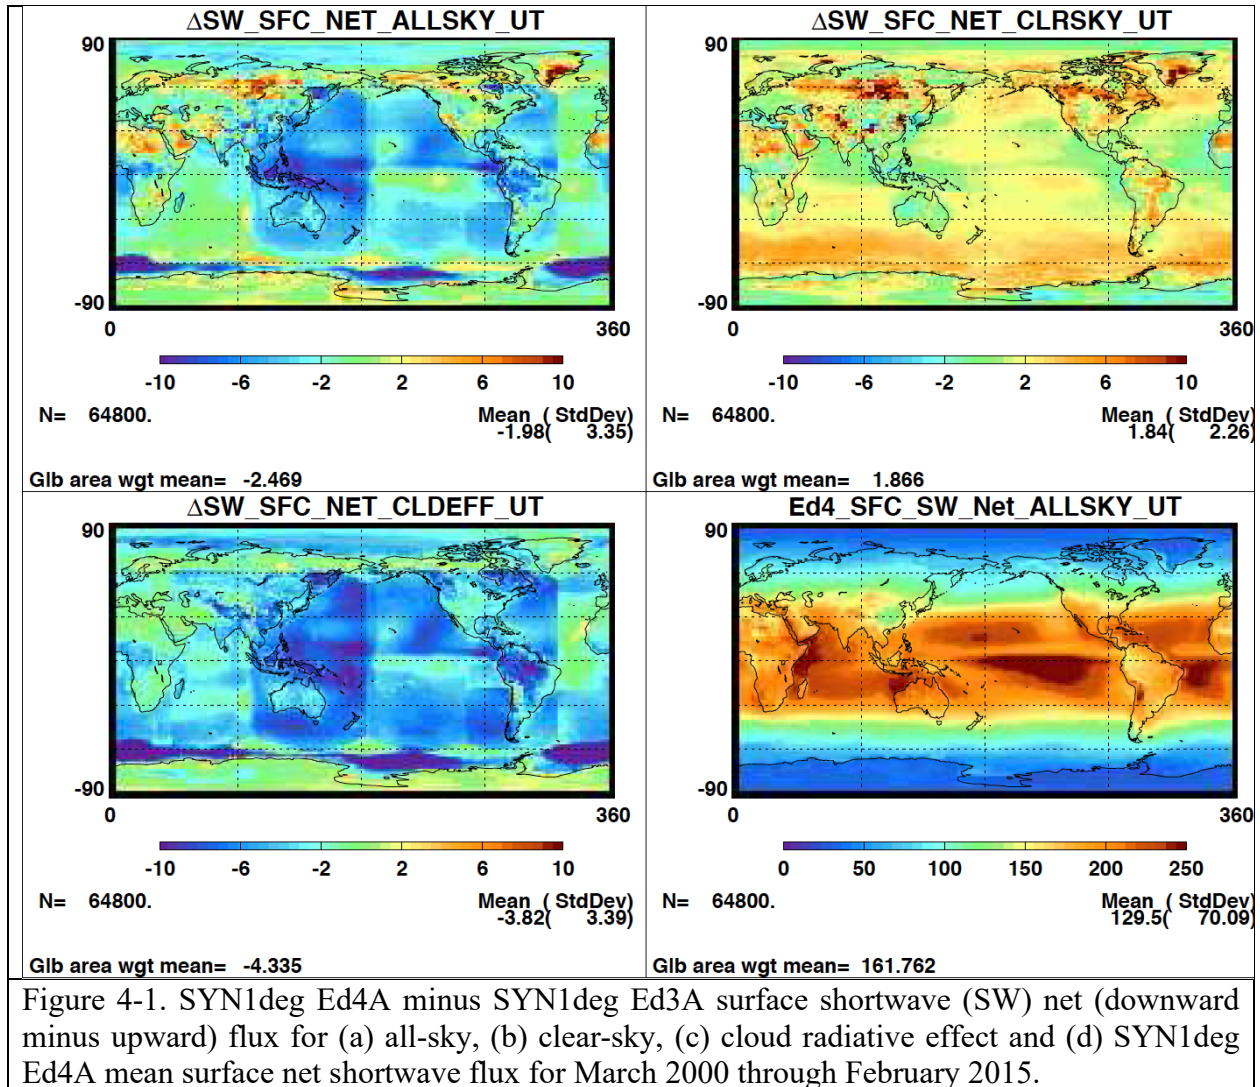 ΔSW_SFC_NET_ALLSKY_UT
90
-90
0
360
-10
-6
-2
2
6
10
N= 64800.
Mean ( StdDev)
-1.98( 3.35)
Glb area wgt mean= -2.469
ΔSW_SFC_NET_CLRSKY_UT
90
-90
0
360
-10
-6
-2
2
6
10
N= 64800.
Mean ( StdDev)
1.84( 2.26)
Glb area wgt mean= 1.866
ΔSW_SFC_NET_CLDEFF_UT
90
-90
0
360
-10
-6
-2
2
6
10
N= 64800.
Mean ( StdDev)
-3.82( 3.39)
Glb area wgt mean= -4.335
Ed4_SFC_SW_Net_ALLSKY_UT
90
-90
0
360
0
50
100
150
200
250
N= 64800.
Mean ( StdDev)
129.5( 70.09)
Glb area wgt mean= 161.762
Figure 4-1. SYN1deg Ed4A minus SYN1deg Ed3A surface shortwave (SW) net (downward
minus upward) flux for (a) all-sky, (b) clear-sky, (c) cloud radiative effect and (d) SYN1deg
Ed4A mean surface net shortwave flux for March 2000 through February 2015.